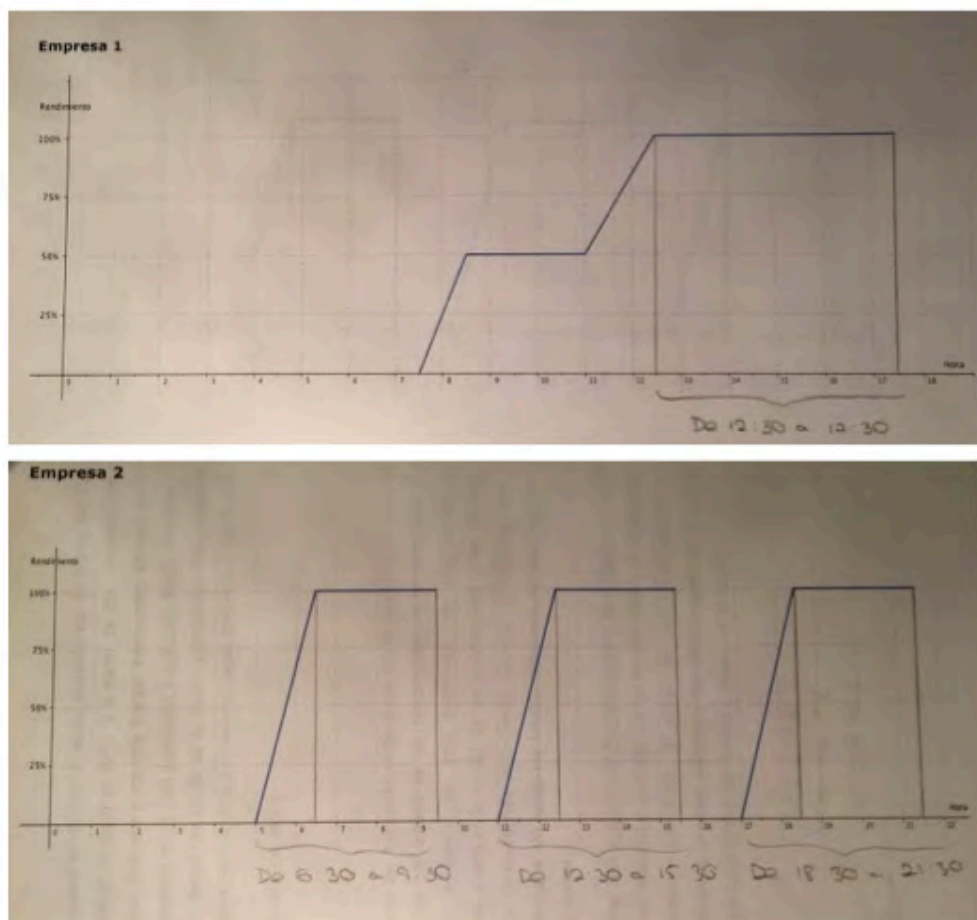 Empresa 1
Rendimiento
100%
75%
50%
25%
Hora
0 1 2 3 4 5 6 7 8 9 10 11 12 13 14 15 16 17 18
De 12:30 a 12:30
Empresa 2
Rendimiento
100%
75%
50%
25%
Hora
0 1 2 3 4 5 6 7 8 9 10 11 12 13 14 15 16 17 18 19 20 21 22
De 6 30 a 9:30 De 12:30 a 15 30 De 18 30 a 21:30